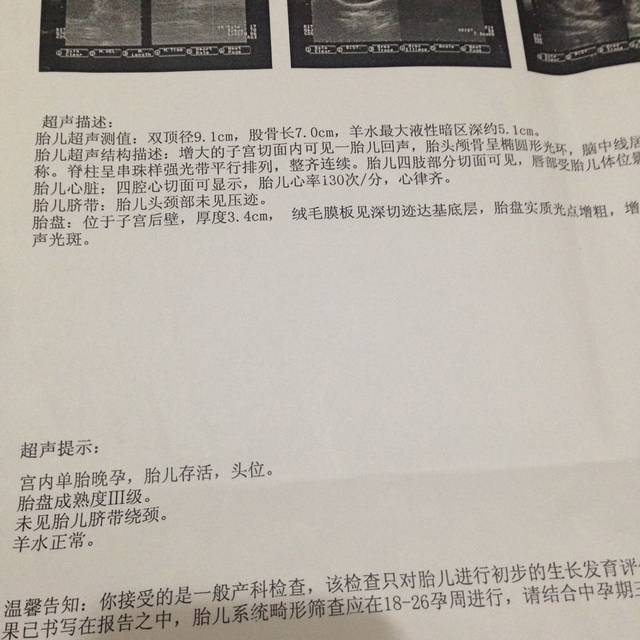 超声描述：
胎儿超声测值：双顶径9.1cm，股骨长7.0cm，羊水最大液性暗区深约5.1cm。
胎儿超声结构描述：增大的子宫切面内可见一胎儿回声，胎头颅骨呈椭圆形光环，脑中线居
称。脊柱呈串珠样强光带平行排列，整齐连续。胎儿四肢部分切面可见，唇部受胎儿体位影
胎儿心脏：四腔心切面可显示，胎儿心率130次/分，心律齐。
胎儿脐带：胎儿头颈部未见压迹。
胎盘：位于子宫后壁，厚度3.4cm， 绒毛膜板见深切迹达基底层，胎盘实质光点增粗，增
声光斑。
超声提示：
宫内单胎晚孕，胎儿存活，头位。
胎盘成熟度Ⅲ级。
未见胎儿脐带绕颈。
羊水正常。
温馨告知：你接受的是一般产科检查，该检查只对胎儿进行初步的生长发育评
果已书写在报告之中，胎儿系统畸形筛查应在18-26孕周进行，请结合中孕期